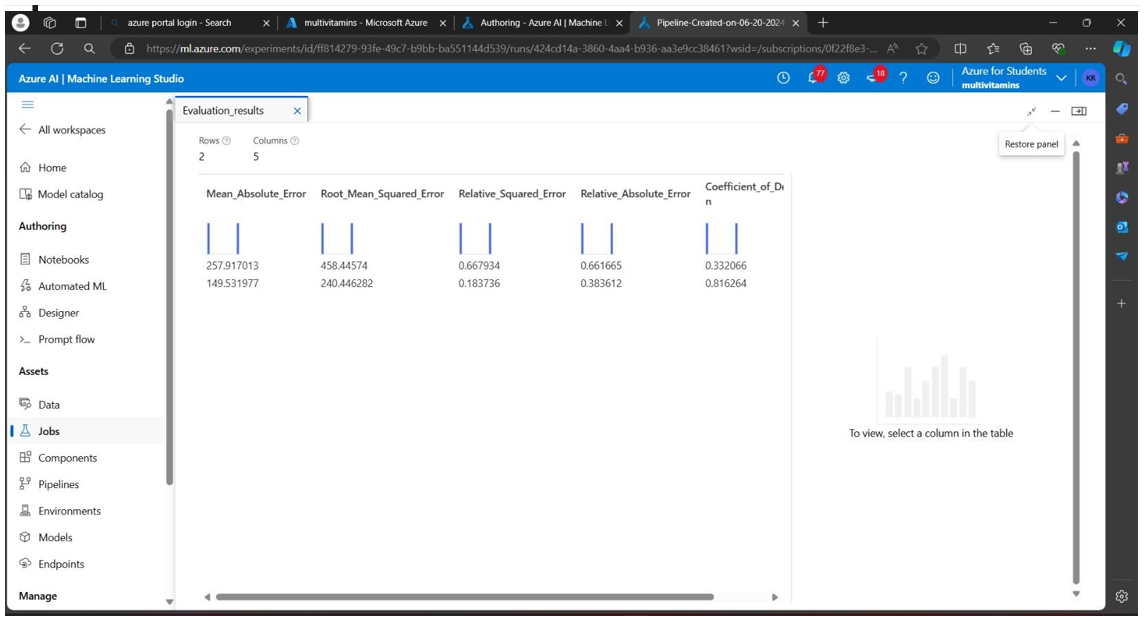 azure portal login - Search
multivitamins - Microsoft Azure
Authoring - Azure AI | Machine L
Pipeline-Created-on-06-20-2024
https://ml.azure.com/experiments/id/ff814279-93fe-49c7-b9bb-ba551144d539/runs/424cd14a-3860-4aa4-b936-aa3e9cc38461?wsid=/subscriptions/0f22f8e3-...
Azure AI | Machine Learning Studio
77
18
?
Azure for Students
multivitamins
KR
All workspaces
Home
Model catalog
Authoring
Notebooks
Automated ML
Designer
Prompt flow
Assets
Data
Jobs
Components
Pipelines
Environments
Models
Endpoints
Manage
Evaluation_results
Restore panel
Rows Columns
2 5
Mean_Absolute_Error Root_Mean_Squared_Error Relative_Squared_Error Relative_Absolute_Error Coefficient_of_De
n
257.917013 458.44574 0.667934 0.661665 0.332066
149.531977 240.446282 0.183736 0.383612 0.816264
To view, select a column in the table